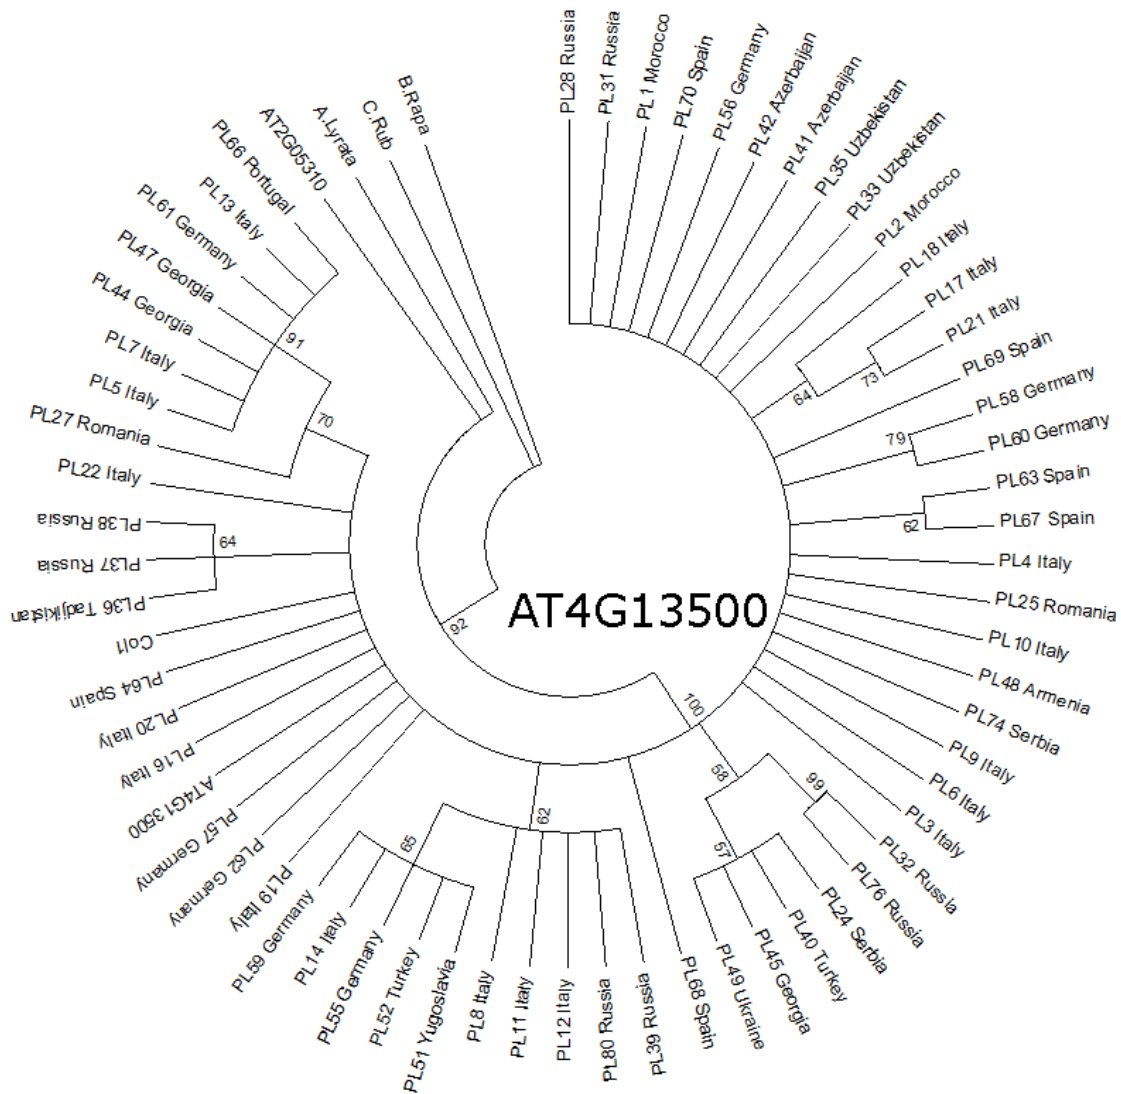 PL28 Russia
PL31 Russia
PL1 Morocco
PL70 Spain
PL56 Germany
PL42 Azerbaijan
PL41 Azerbaijan
PL35 Uzbekistan
PL33 Uzbekistan
PL2 Morocco
PL18 Italy
PL17 Italy
PL21 Italy
PL69 Spain
PL58 Germany
PL60 Germany
PL63 Spain
PL67 Spain
PL4 Italy
PL25 Romania
PL10 Italy
PL48 Armenia
PL74 Serbia
PL9 Italy
PL6 Italy
PL3 Italy
PL32 Russia
PL76 Russia
PL24 Serbia
PL40 Turkey
PL45 Georgia
PL49 Ukraine
PL68 Spain
PL39 Russia
PL80 Russia
PL12 Italy
PL11 Italy
PL8 Italy
PL51 Yugoslavia
PL52 Turkey
PL55 Germany
PL14 Italy
PL59 Germany
PL19 Italy
PL62 Germany
PL57 Germany
AT4G13500
PL16 Italy
PL20 Italy
PL64 Spain
Col1
PL36 Tadjikistan
PL37 Russia
PL38 Russia
PL22 Italy
PL27 Romania
PL5 Italy
PL7 Italy
PL44 Georgia
PL47 Georgia
PL61 Germany
PL13 Italy
PL66 Portugal
AT2G05310
A.Lyrata
C.Rub
B.Rapa
64
73
79
62
100
58
99
57
62
65
64
70
91
92
AT4G13500